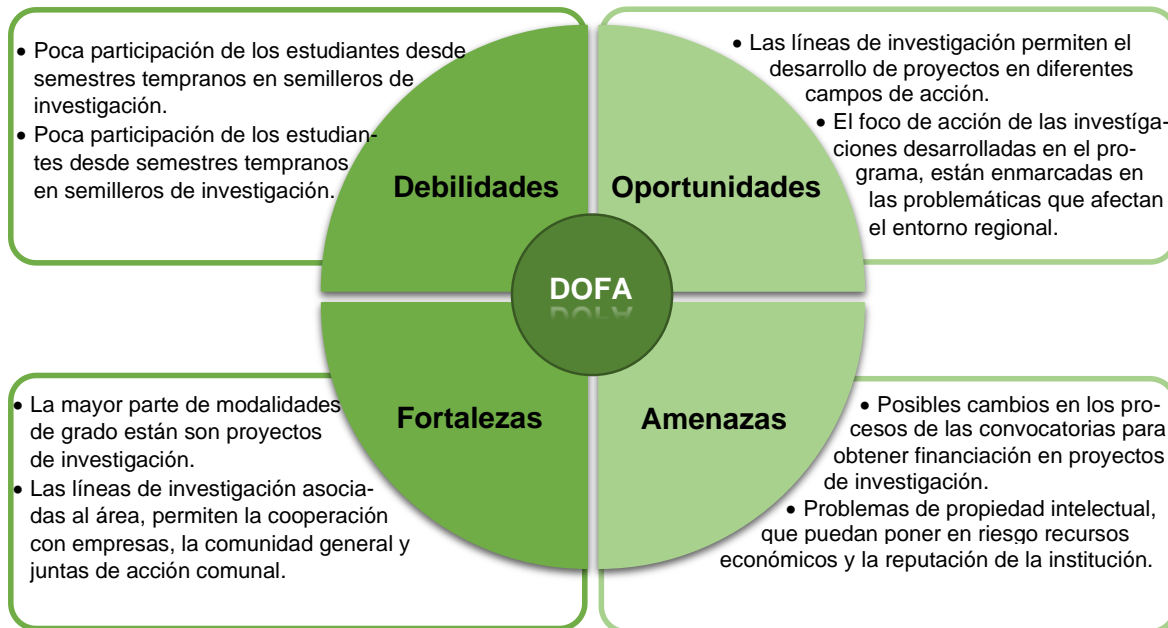 • Poca participación de los estudiantes desde
semestres tempranos en semilleros de
investigación.
• Poca participación de los estudian-
tes desde semestres tempranos
en semilleros de investigación.
Debilidades
• Las líneas de investigación permiten el
desarrollo de proyectos en diferentes
campos de acción.
• El foco de acción de las investíga-
ciones desarrolladas en el pro-
grama, están enmarcadas en
las problemáticas que afectan
el entorno regional.
Oportunidades
DOFA
• La mayor parte de modalidades
de grado están son proyectos
de investigación.
• Las líneas de investigación asocia-
das al área, permiten la cooperación
con empresas, la comunidad general y
juntas de acción comunal.
Fortalezas
• Posibles cambios en los pro-
cesos de las convocatorias para
obtener financiación en proyectos
de investigación.
• Problemas de propiedad intelectual,
que puedan poner en riesgo recursos
económicos y la reputación de la institución.
Amenazas